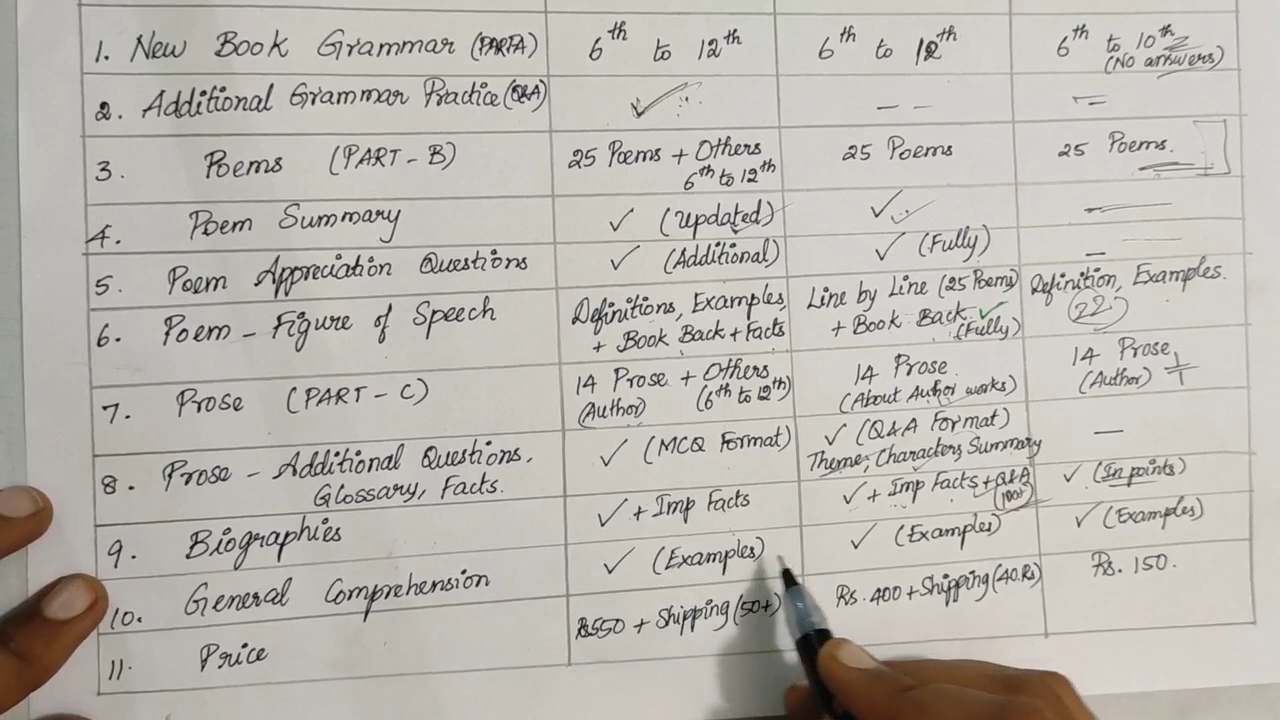 1. New Book Grammar (PART A) 6th to 12th 6th to 12th 6th to 10th
(No answers)
2. Additional Grammar Practice (Q&A) ✓ — — =
3. Poems (PART-B) 25 Poems + Others 25 Poems 25 Poems.
6th to 12th
4. Poem Summary ✓ (Updated) ✓ —
5. Poem Appreciation Questions ✓ (Additional) ✓ (Fully) —
6. Poem - Figure of Speech Definitions, Examples, Line by Line (25 Poems) Definition, Examples.
+ Book Back + Facts + Book Back ✓ (22)
(Fully)
7. Prose (PART-C) 14 Prose + Others 14 Prose 14 Prose
(Author) (6th to 12th) (About Author works) (Author)
8. Prose - Additional Questions, ✓ (MCQ Format) ✓ (Q&A Format) —
Glossary, Facts. Theme, Characters, Summary
9. Biographies ✓ + Imp Facts ✓ + Imp Facts + Q&A ✓ (In points)
(100+)
10. General Comprehension ✓ (Examples) ✓ (Examples) ✓ (Examples)
11. Price Rs550 + Shipping (50+) Rs. 400 + Shipping (40.Rs) Rs. 150.